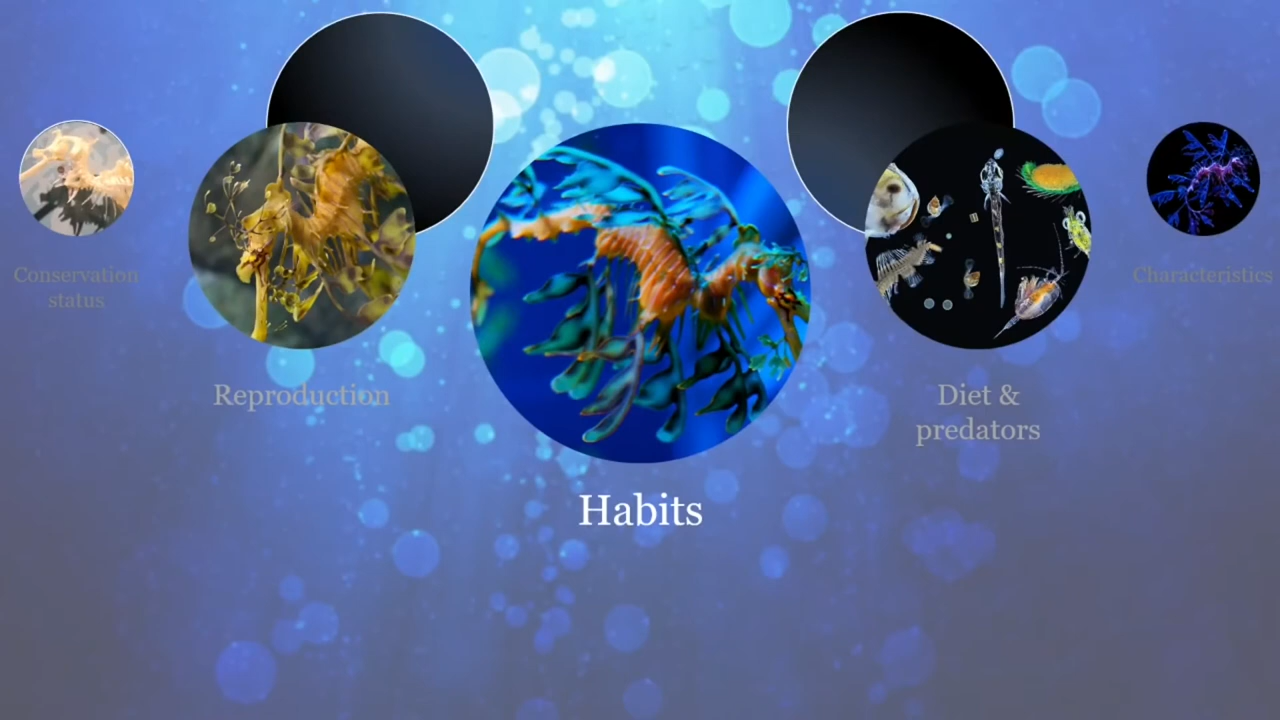 Conservation
status
Reproduction
Habits
Diet &
predators
Characteristics